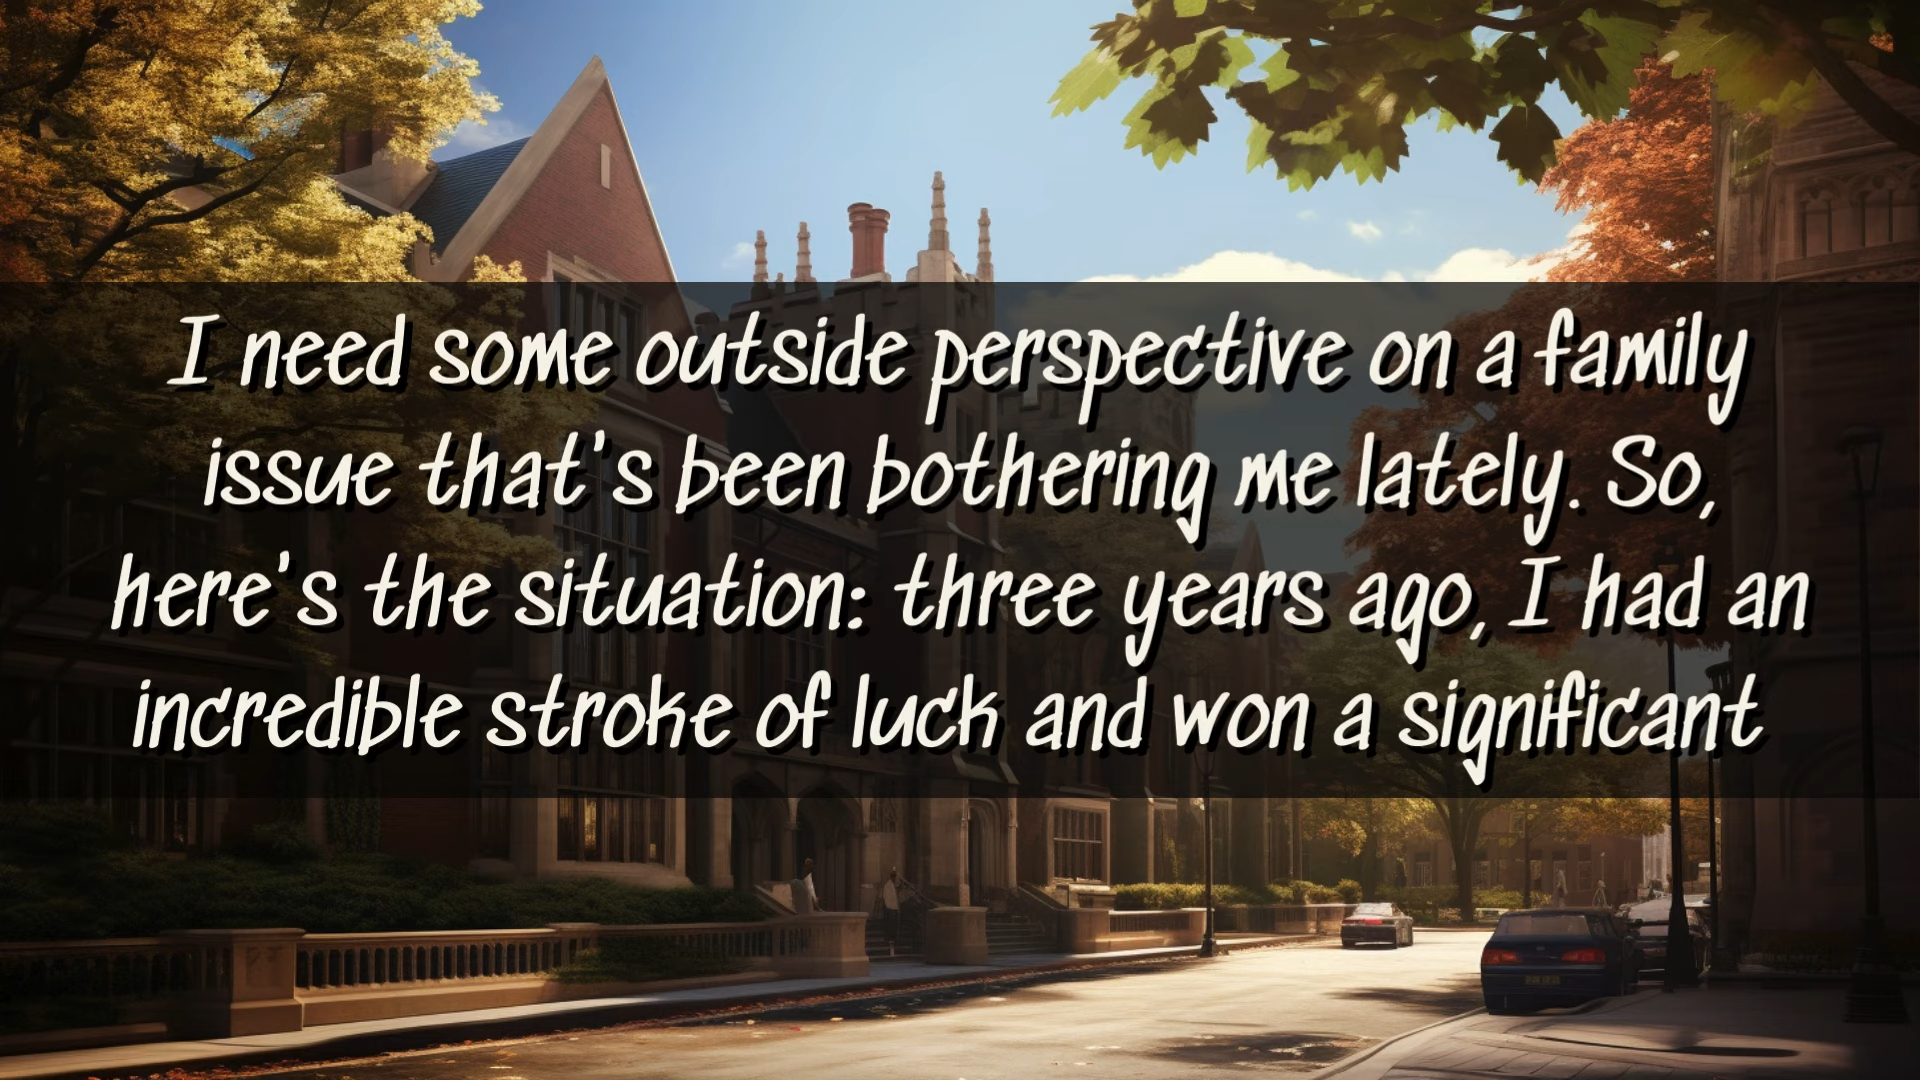 I need some outside perspective on a family
issue that's been bothering me lately. So,
here's the situation: three years ago, I had an
incredible stroke of luck and won a significant